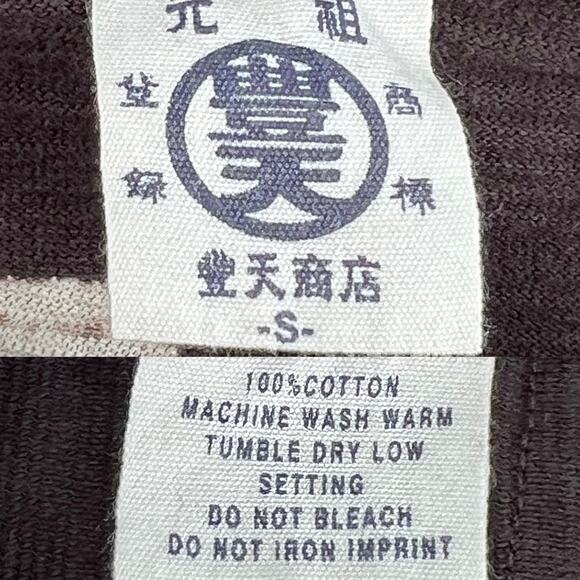 元祖
登録 商標
豊天
豊天商店
-S-
100%COTTON
MACHINE WASH WARM
TUMBLE DRY LOW
SETTING
DO NOT BLEACH
DO NOT IRON IMPRINT